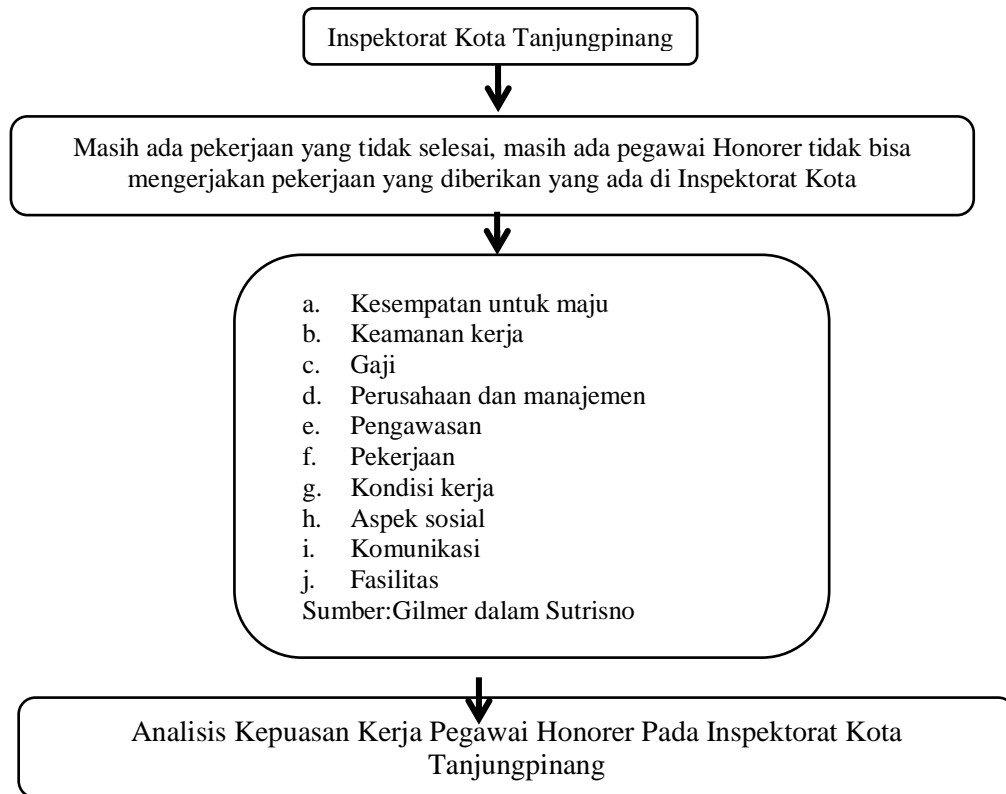 Inspektorat Kota Tanjungpinang
Masih ada pekerjaan yang tidak selesai, masih ada pegawai Honorer tidak bisa
mengerjakan pekerjaan yang diberikan yang ada di Inspektorat Kota
a. Kesempatan untuk maju
b. Keamanan kerja
c. Gaji
d. Perusahaan dan manajemen
e. Pengawasan
f. Pekerjaan
g. Kondisi kerja
h. Aspek sosial
i. Komunikasi
j. Fasilitas
Sumber:Gilmer dalam Sutrisno
Analisis Kepuasan Kerja Pegawai Honorer Pada Inspektorat Kota
Tanjungpinang